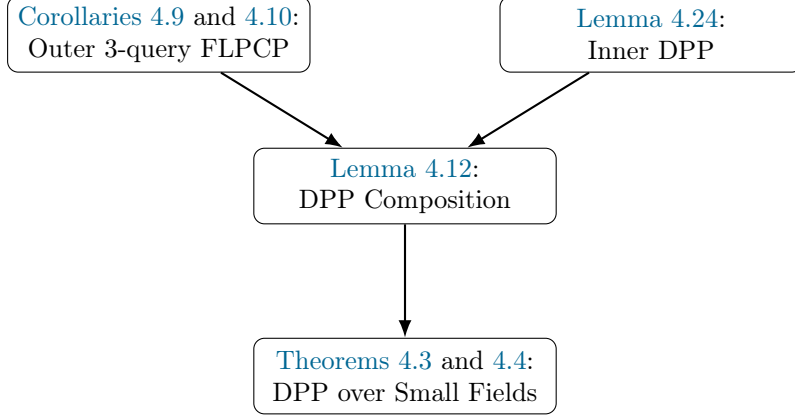 Corollaries 4.9 and 4.10:
Outer 3-query FLPCP
Lemma 4.24:
Inner DPP
Lemma 4.12:
DPP Composition
Theorems 4.3 and 4.4:
DPP over Small Fields